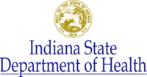 Indiana State
Department of Health